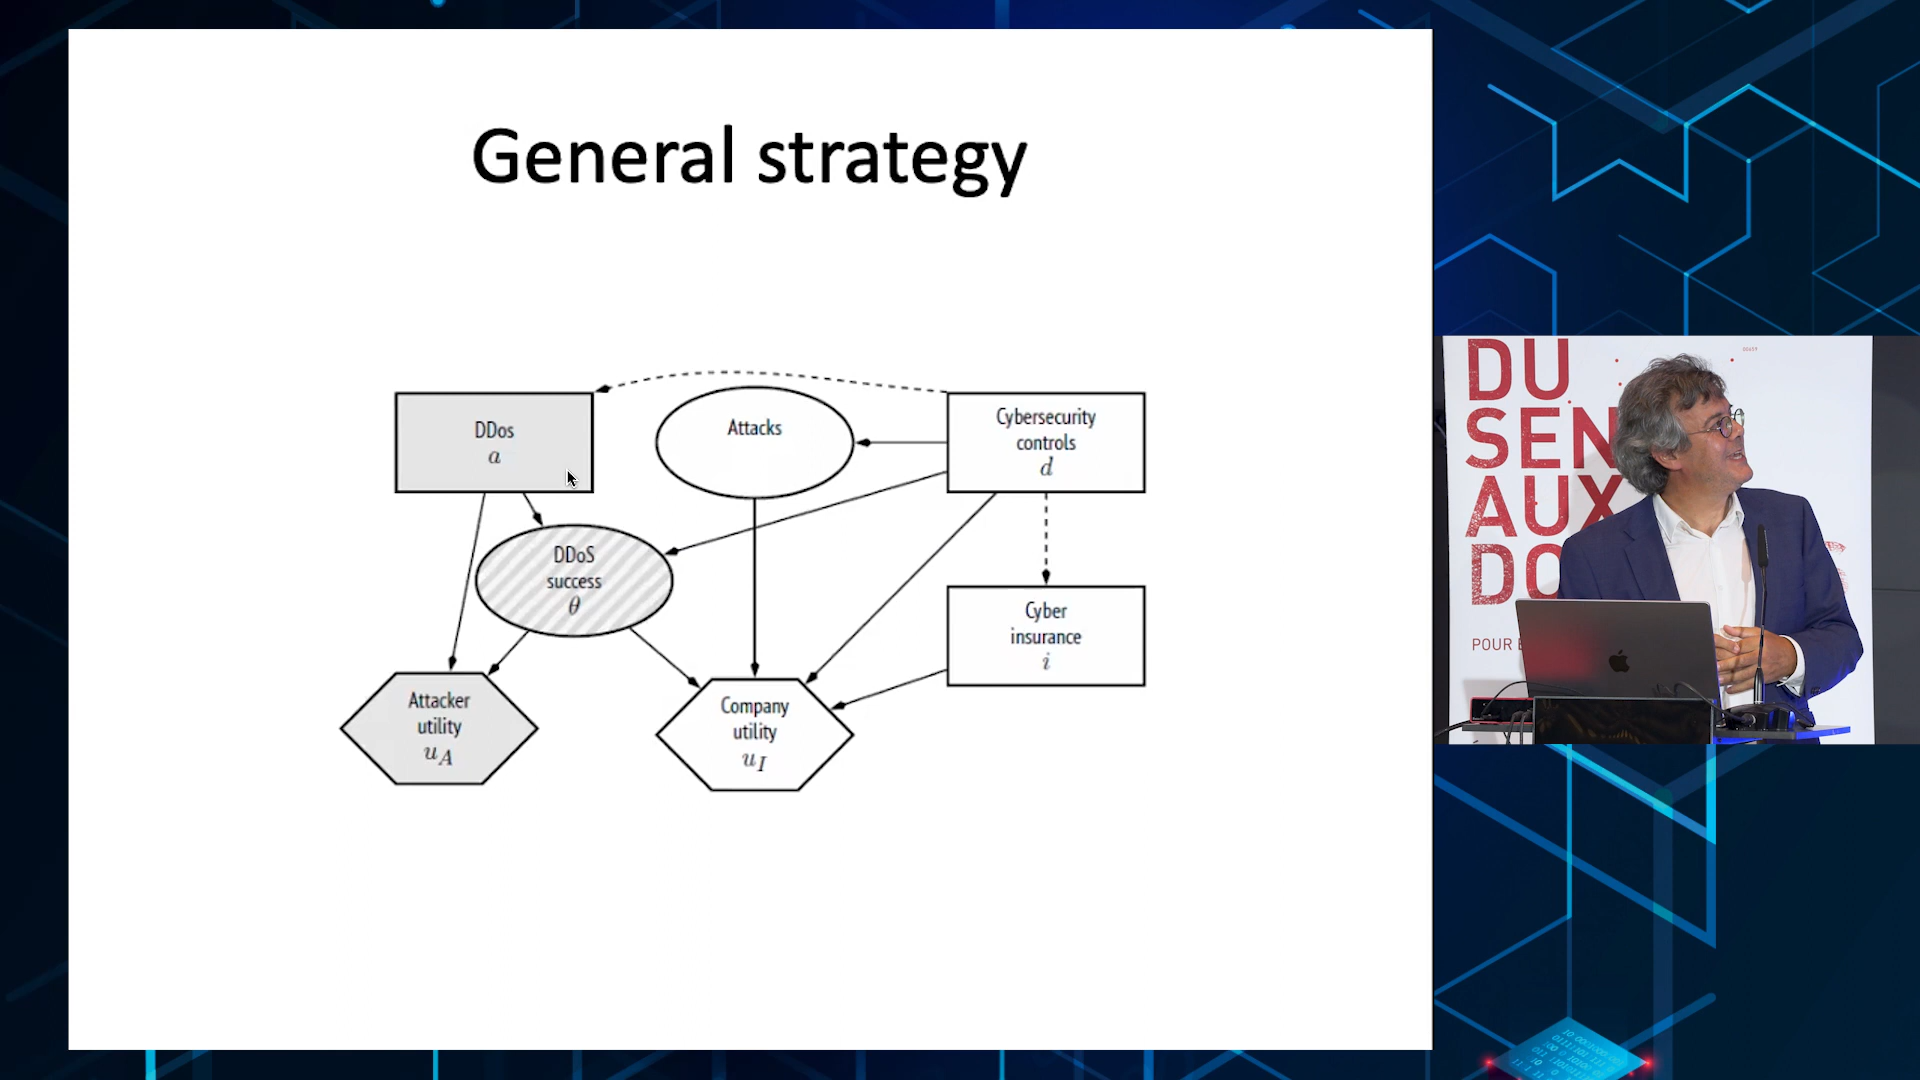 General strategy
DDos
a
Attacks
Cybersecurity
controls
d
DDoS
success
θ
Cyber
insurance
i
Attacker
utility
u_A
Company
utility
u_I
DU
SEN
AUX
DO
POUR